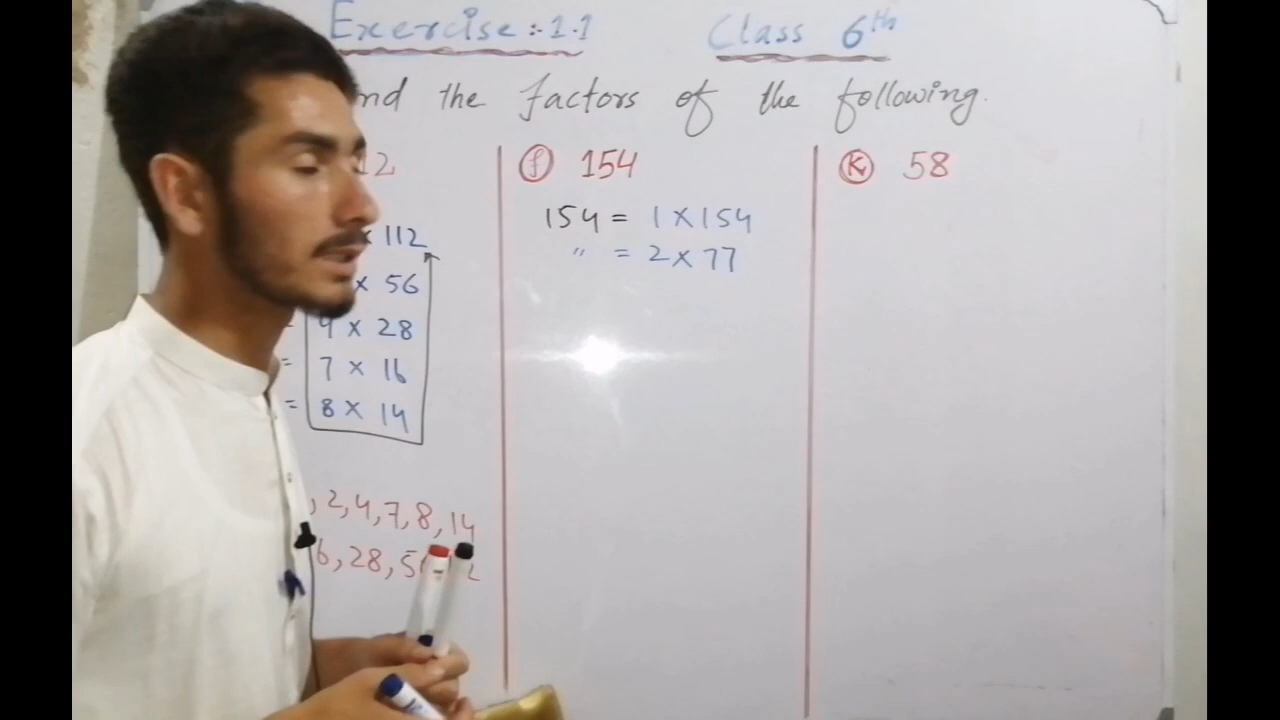 Exercise :- 1.1
Class 6th
nd the factors of the following.
12
x 112
x 56
4 x 28
= 7 x 16
= 8 x 14
, 2, 4, 7, 8, 14
6, 28, 5
f 154
154 = 1 x 154
" = 2 x 77
K 58